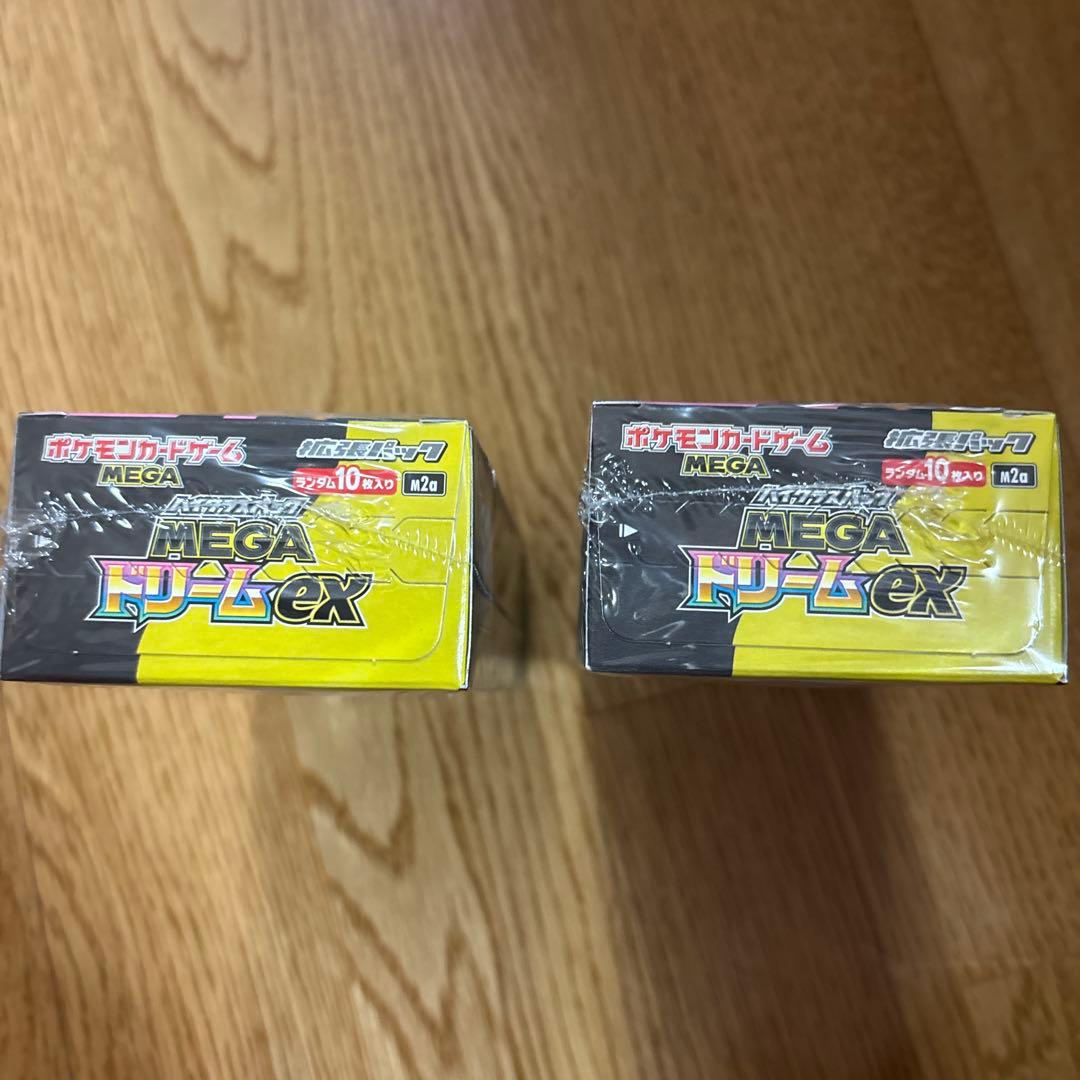 ポケモンカードゲーム
MEGA
拡張パック
ランダム10枚入り
M2a
ハイクラスパック
MEGA
ドリームex
ポケモンカードゲーム
MEGA
拡張パック
ランダム10枚入り
M2a
ハイクラスパック
MEGA
ドリームex